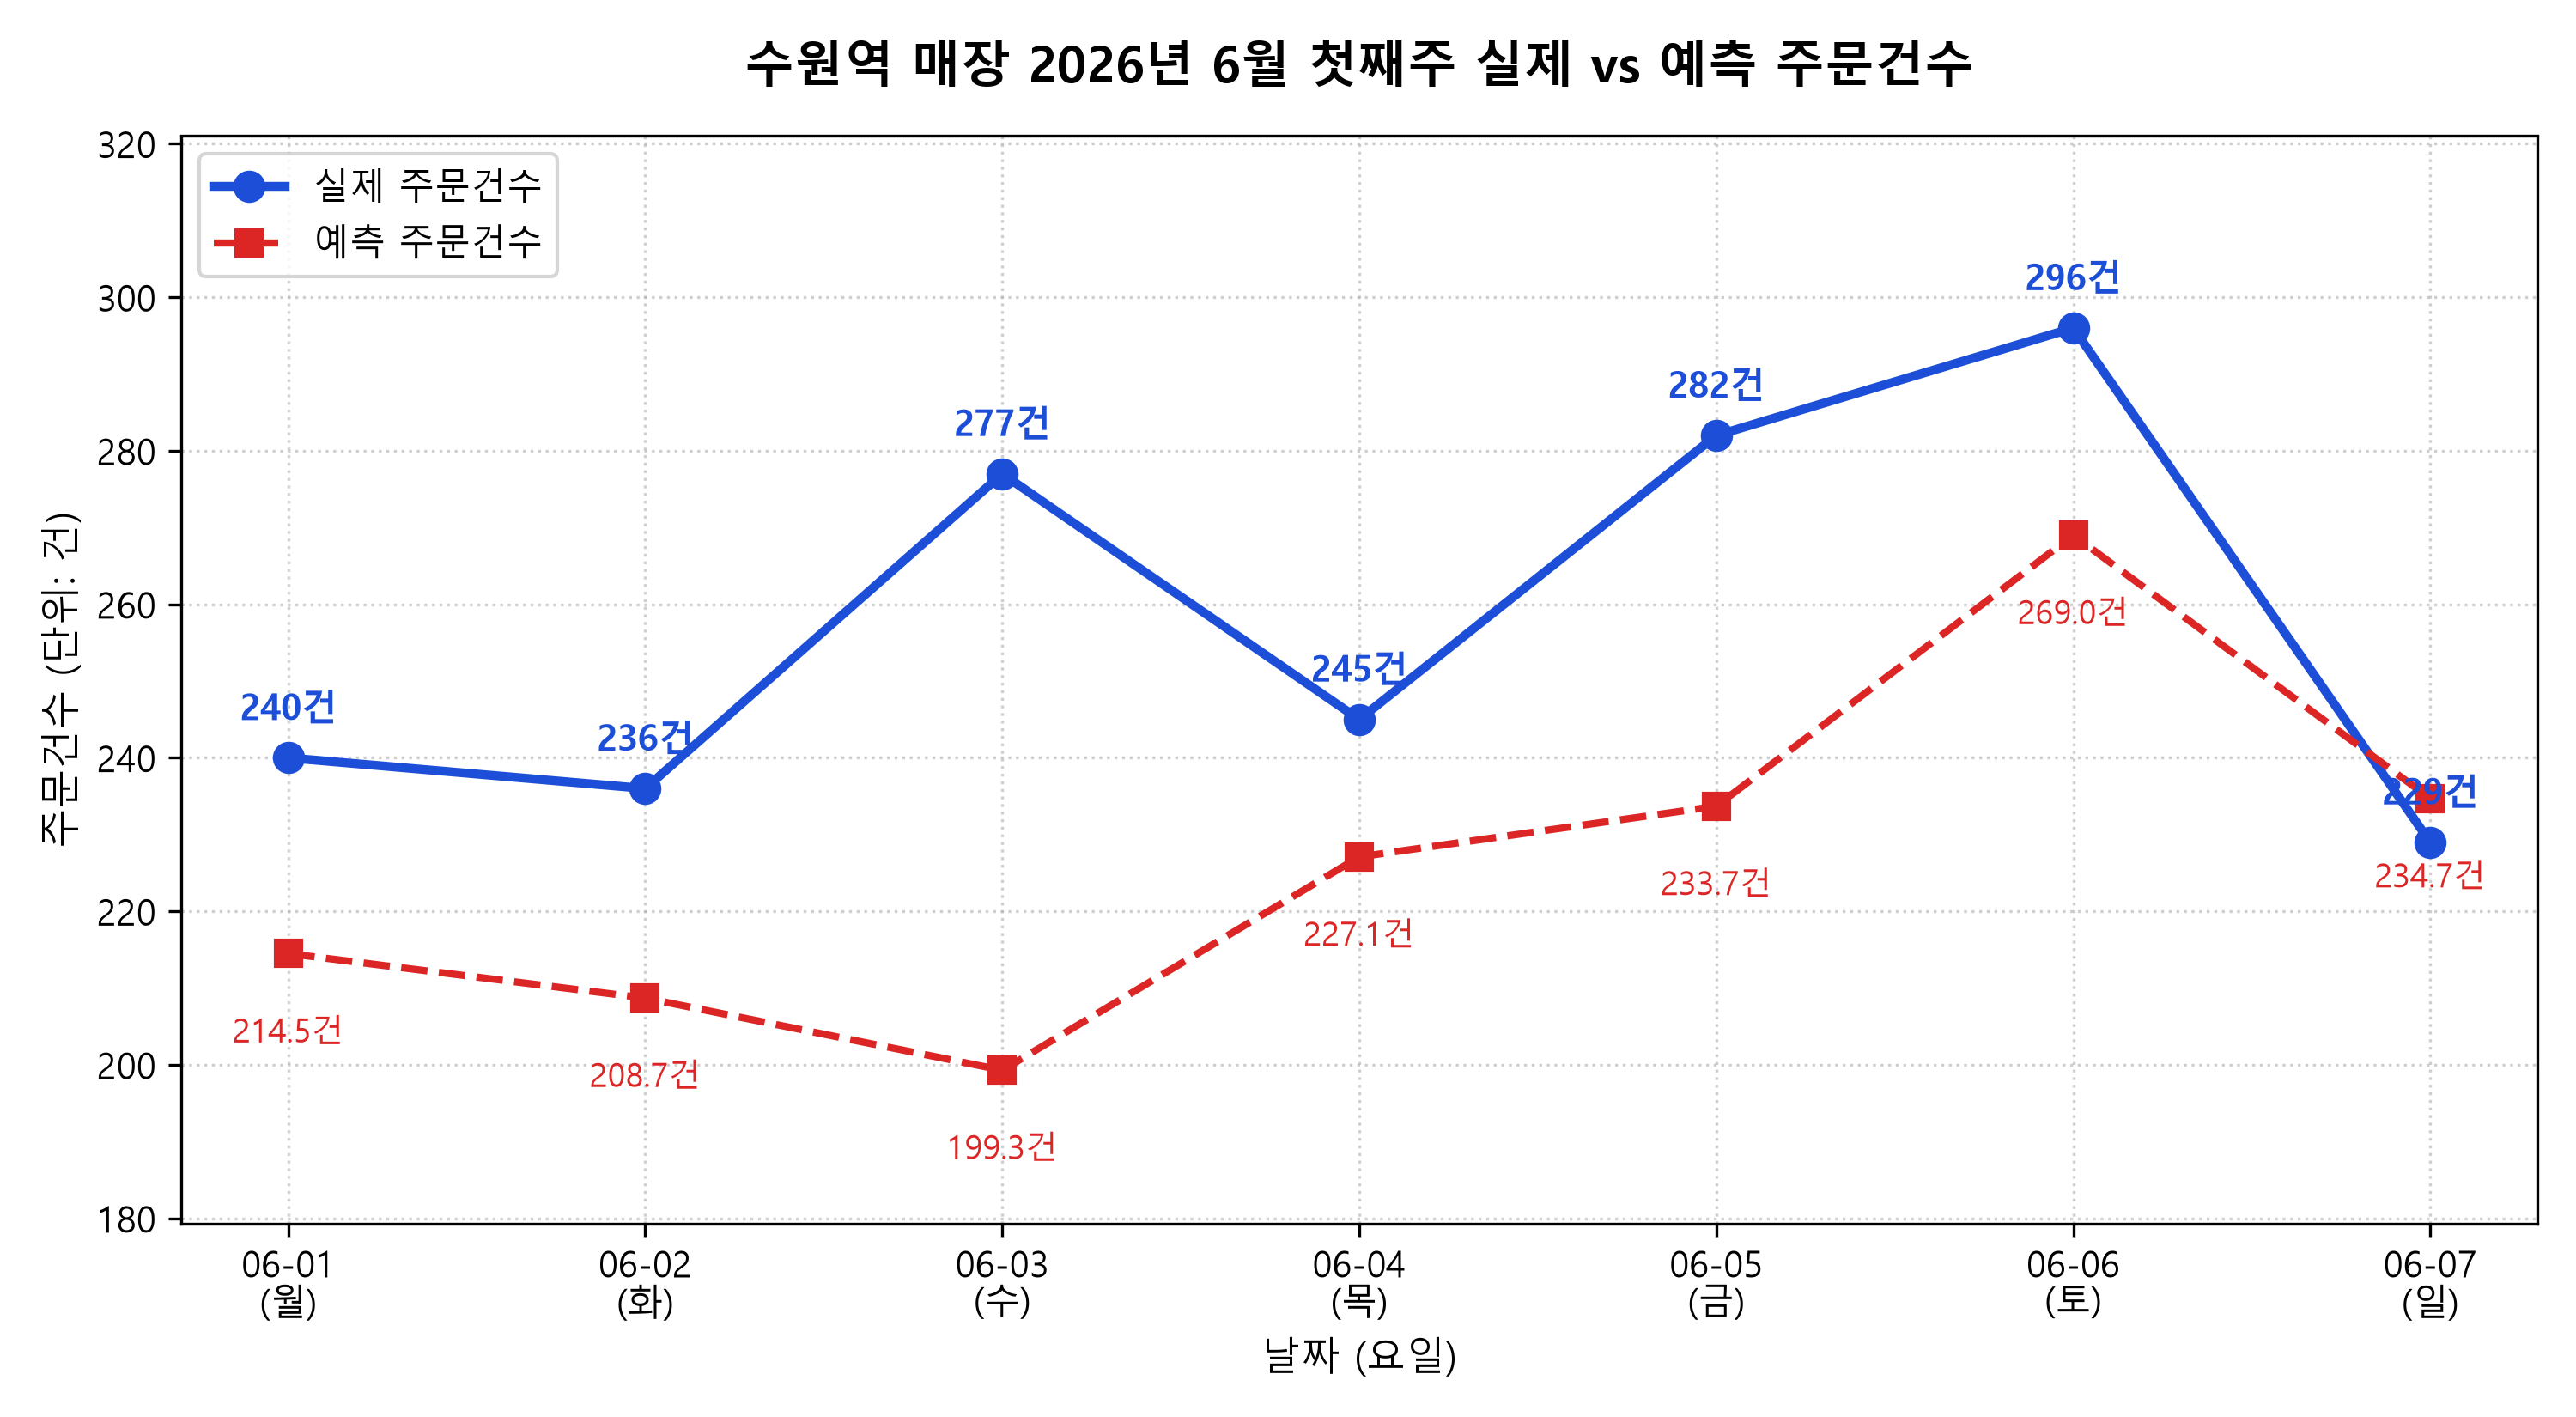 수원역 매장 2026년 6월 첫째주 실제 vs 예측 주문건수
실제 주문건수
예측 주문건수
주문건수 (단위: 건)
320
300
280
260
240
220
200
180
240건
236건
277건
245건
282건
296건
229건
214.5건
208.7건
199.3건
227.1건
233.7건
269.0건
234.7건
06-01
(월)
06-02
(화)
06-03
(수)
06-04
(목)
06-05
(금)
06-06
(토)
06-07
(일)
날짜 (요일)